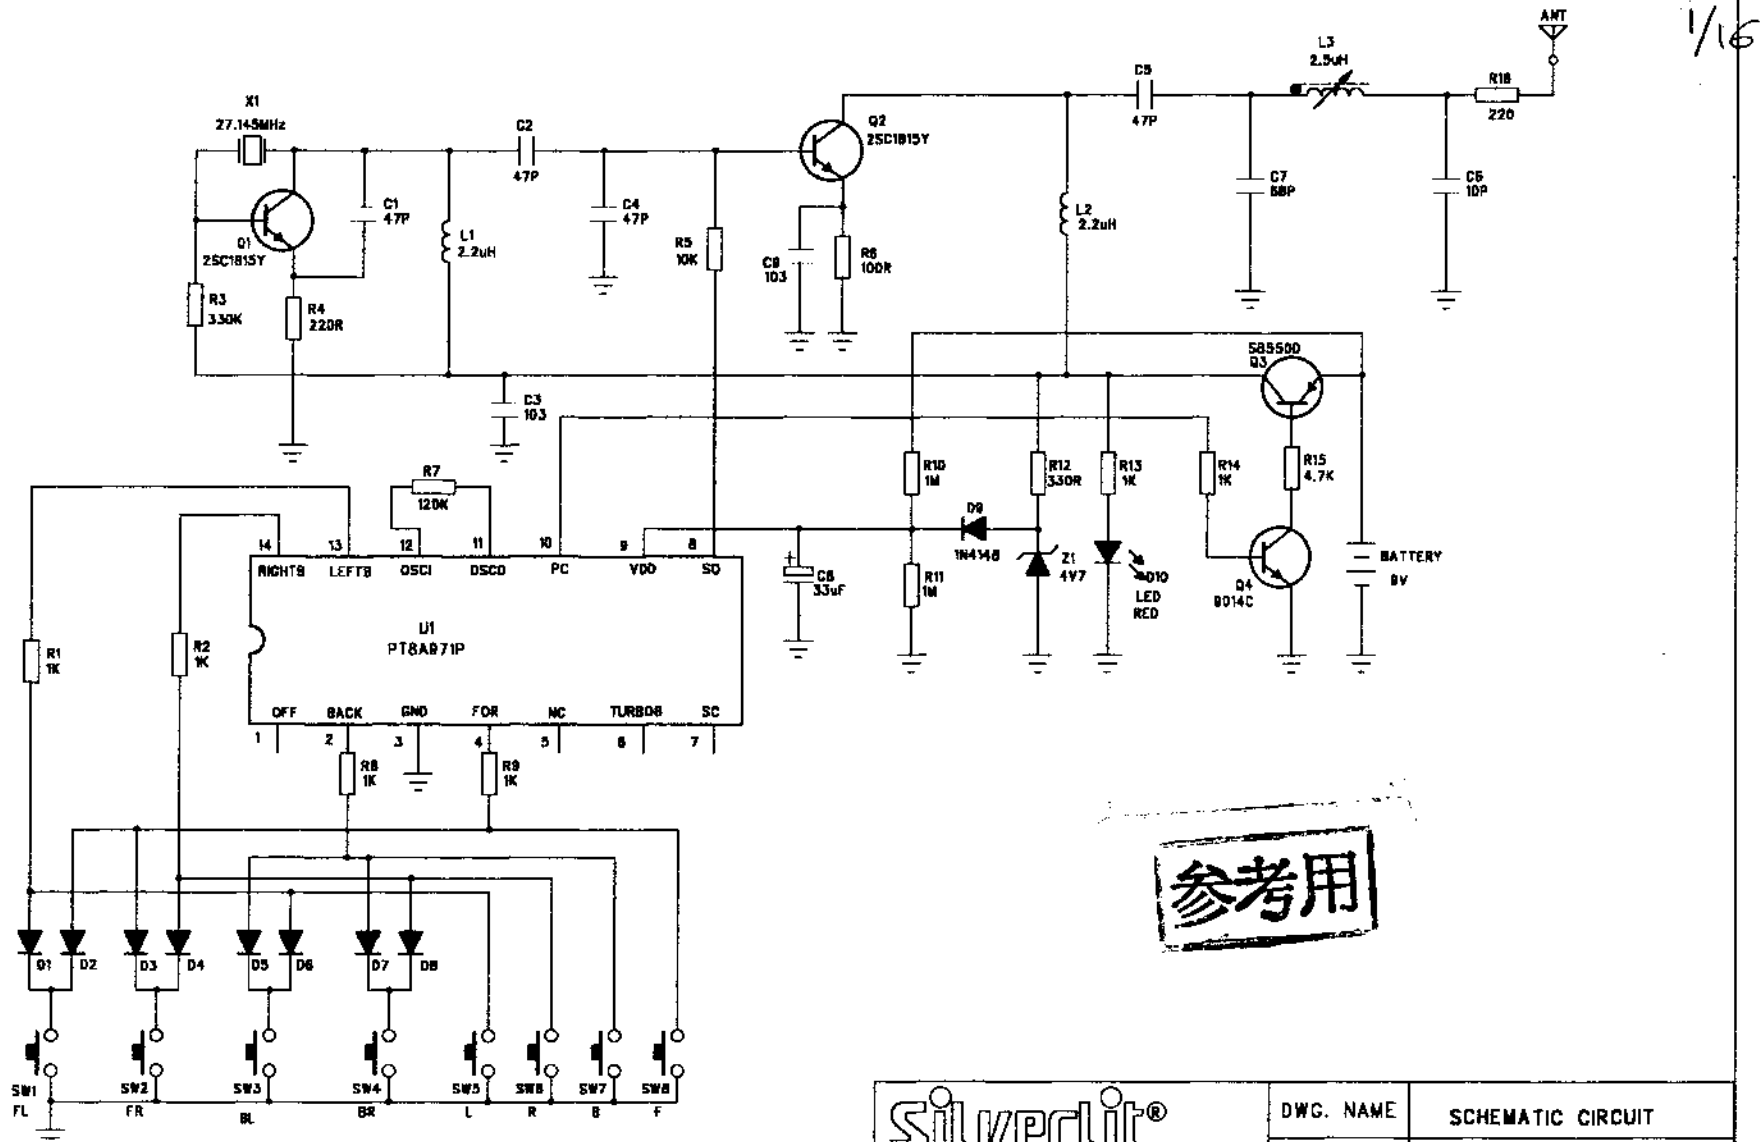 ANT
1/16
L3
2.5uH
C5
47P
R16
220
X1
27.145MHz
C2
47P
Q2
2SC1815Y
C1
47P
C4
47P
C7
68P
C6
10P
L1
2.2uH
L2
2.2uH
Q1
2SC1815Y
R5
10K
C9
103
R6
100R
R3
330K
R4
220R
S8550D
Q3
C3
103
R7
120K
R10
1M
R12
330R
R13
1K
R14
1K
R15
4.7K
D9
1N4148
14 13 12 11 10 9 8
RIGHTB LEFTB OSCI OSCO PC VDD SO
C8
33uF
R11
1M
Z1
4V7
D10
LED
RED
Q4
9014C
BATTERY
9V
U1
PT8A971P
R1
1K
R2
1K
OFF BACK GND FOR NC TURBOB SC
1 2 3 4 5 6 7
R8
1K
R9
1K
参考用
D1 D2 D3 D4 D5 D6 D7 D8
SW1 SW2 SW3 SW4 SW5 SW6 SW7 SW8
FL FR BL BR L R B F
Silverlit®
DWG. NAME
SCHEMATIC CIRCUIT